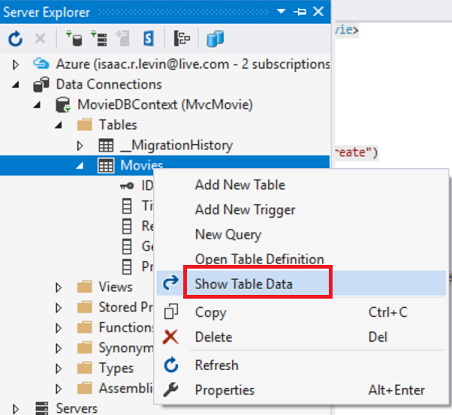 Server Explorer
vie>
Azure (isaac.r.levin@live.com - 2 subscriptions
Data Connections
MovieDBContext (MvcMovie)
Tables
__MigrationHistory
reate")
Movies
ID
Add New Table
Ti
Add New Trigger
Re
New Query
Ge
Open Table Definition
Pr
Show Table Data
Views
Stored Pr
Copy Ctrl+C
Functions
Delete Del
Synonym
Types
Refresh
Assembli
Properties Alt+Enter
Servers